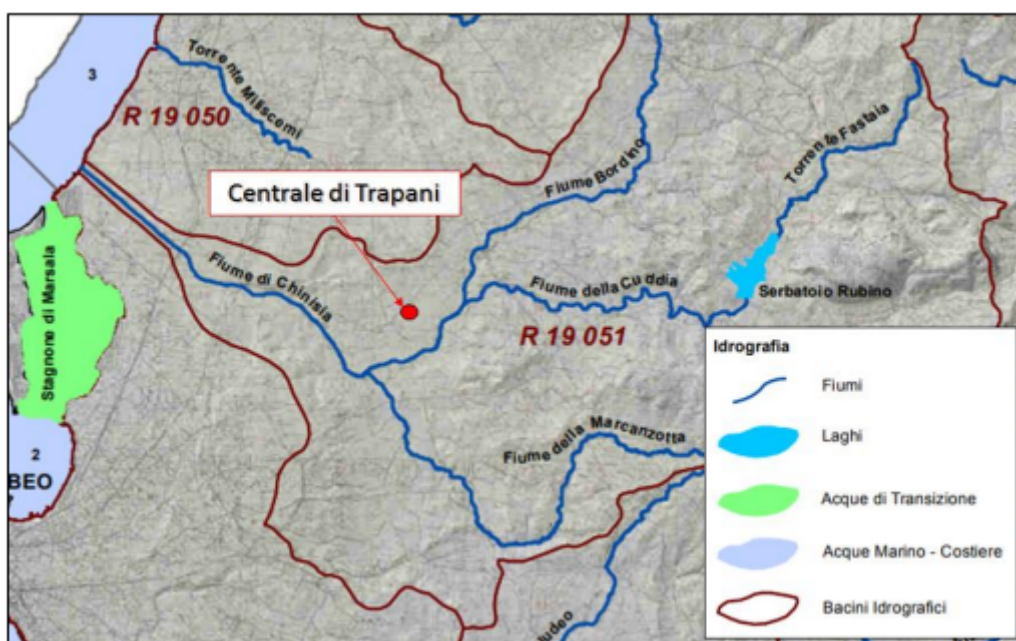 3
Torrente Miliscemi
R 19 050
Centrale di Trapani
Fiume Bordino
Torrente Fastaia
Stagnone di Marsala
Fiume di Chinisia
Fiume della Cuddia
Serbatoio Rubino
R 19 051
Fiume della Marcanzotta
2
BEO
udeo
Idrografia
Fiumi
Laghi
Acque di Transizione
Acque Marino - Costiere
Bacini Idrografici